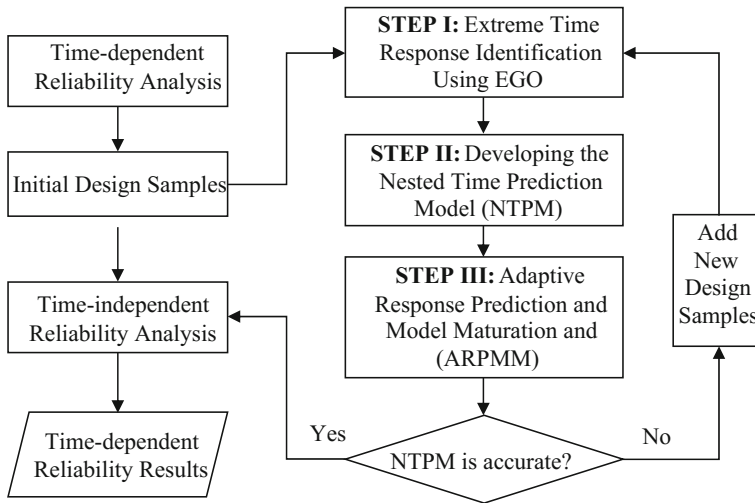 Time-dependent
Reliability Analysis
Initial Design Samples
Time-independent
Reliability Analysis
Time-dependent
Reliability Results
STEP I: Extreme Time
Response Identification
Using EGO
STEP II: Developing the
Nested Time Prediction
Model (NTPM)
STEP III: Adaptive
Response Prediction and
Model Maturation and
(ARPMM)
Yes
NTPM is accurate?
No
Add
New
Design
Samples